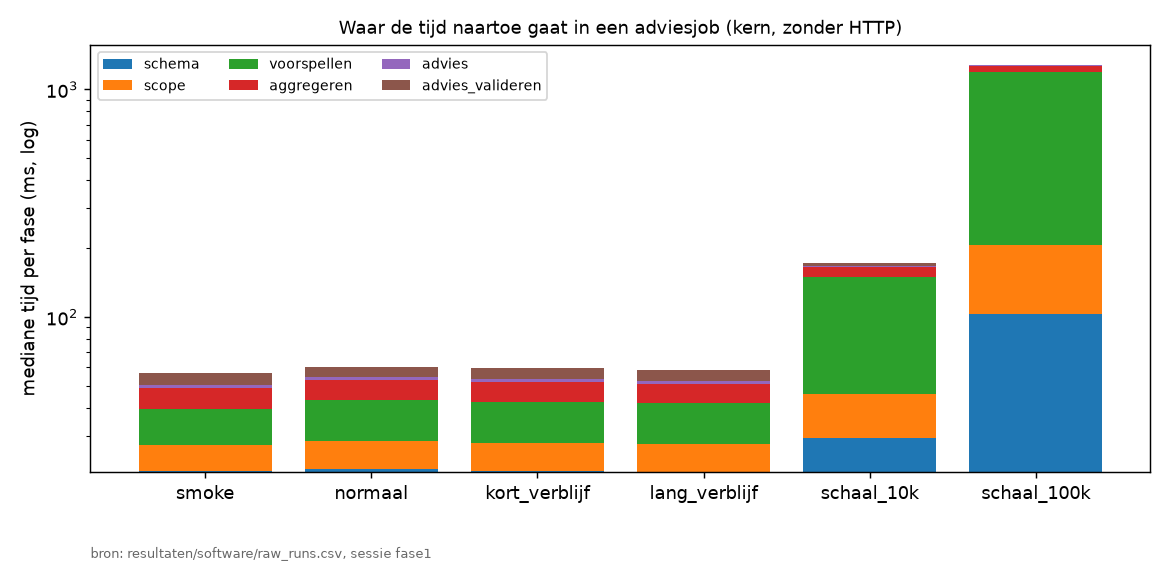 Waar de tijd naartoe gaat in een adviesjob (kern, zonder HTTP)
schema
scope
voorspellen
aggregeren
advies
advies_valideren
mediane tijd per fase (ms, log)
10³
10²
smoke
normaal
kort_verblijf
lang_verblijf
schaal_10k
schaal_100k
bron: resultaten/software/raw_runs.csv, sessie fase1